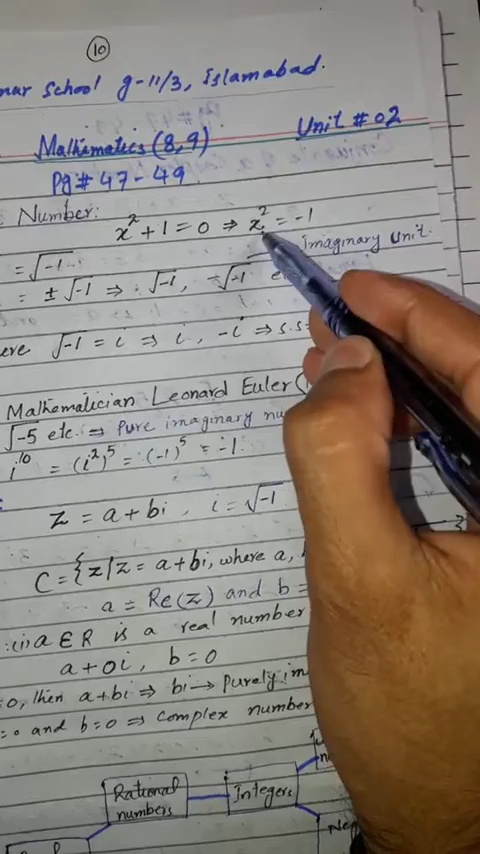 10
School G-11/3, Islamabad.
Mathematics (8,9) Unit # 02
Pg # 47-49
Number:
x² + 1 = 0 ⇒ x² = -1
= √-1 Imaginary Unit.
= ± √-1 ⇒ √-1, -√-1
√-1 = i ⇒ i, -i ⇒ s.s =
Mathematician Leonard Euler (
√-5 etc. ⇒ Pure imaginary
i¹⁰ = (i²)⁵ = (-1)⁵ = -1.
Z = a + bi, i = √-1
C = {z/z = a + bi, where a,
a = Re(z) and b =
(i) a ∈ R is a real number
a + 0i, b = 0
= 0, then a + bi ⇒ bi → Purely
= 0 and b = 0 ⇒ complex number
Rational numbers
Integers